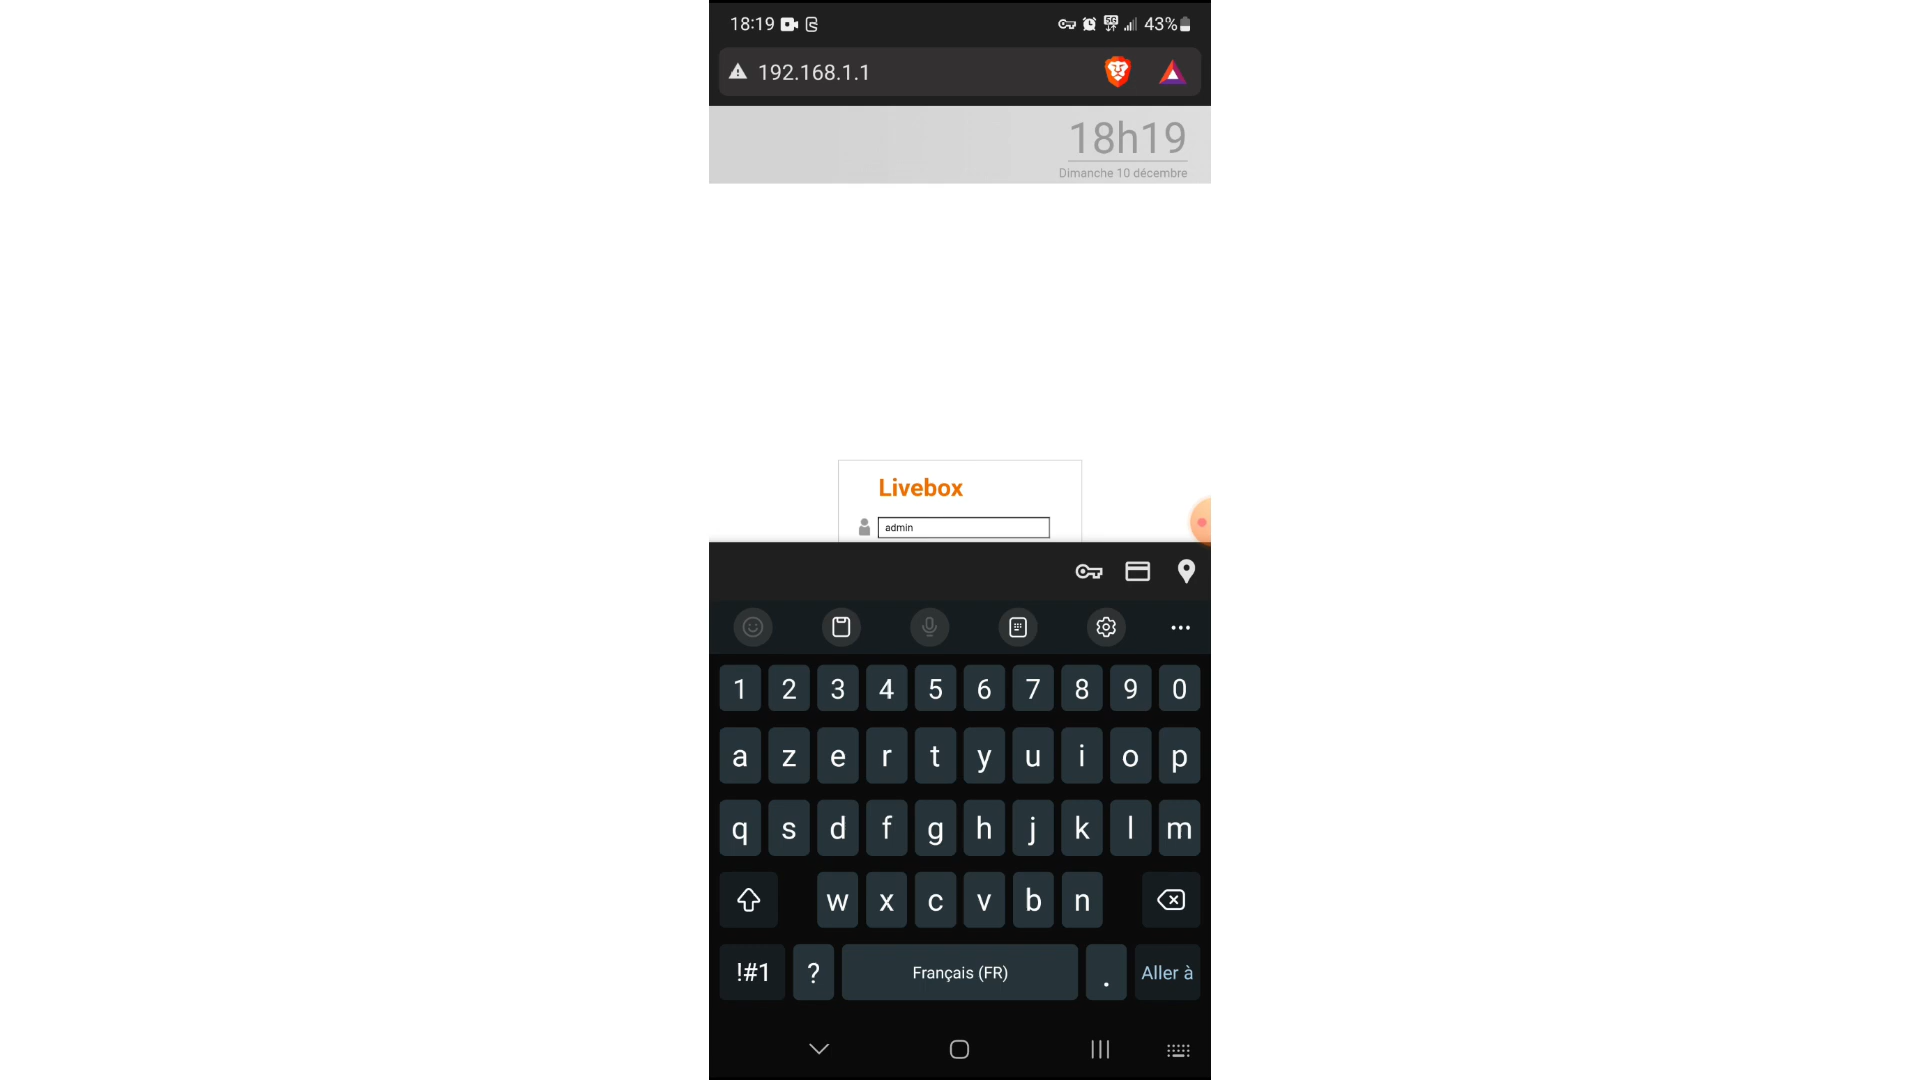 18:19 5G 43%
192.168.1.1
18h19
Dimanche 10 décembre
Livebox
admin
1 2 3 4 5 6 7 8 9 0
a z e r t y u i o p
q s d f g h j k l m
w x c v b n
!#1 ? Français (FR) . Aller à